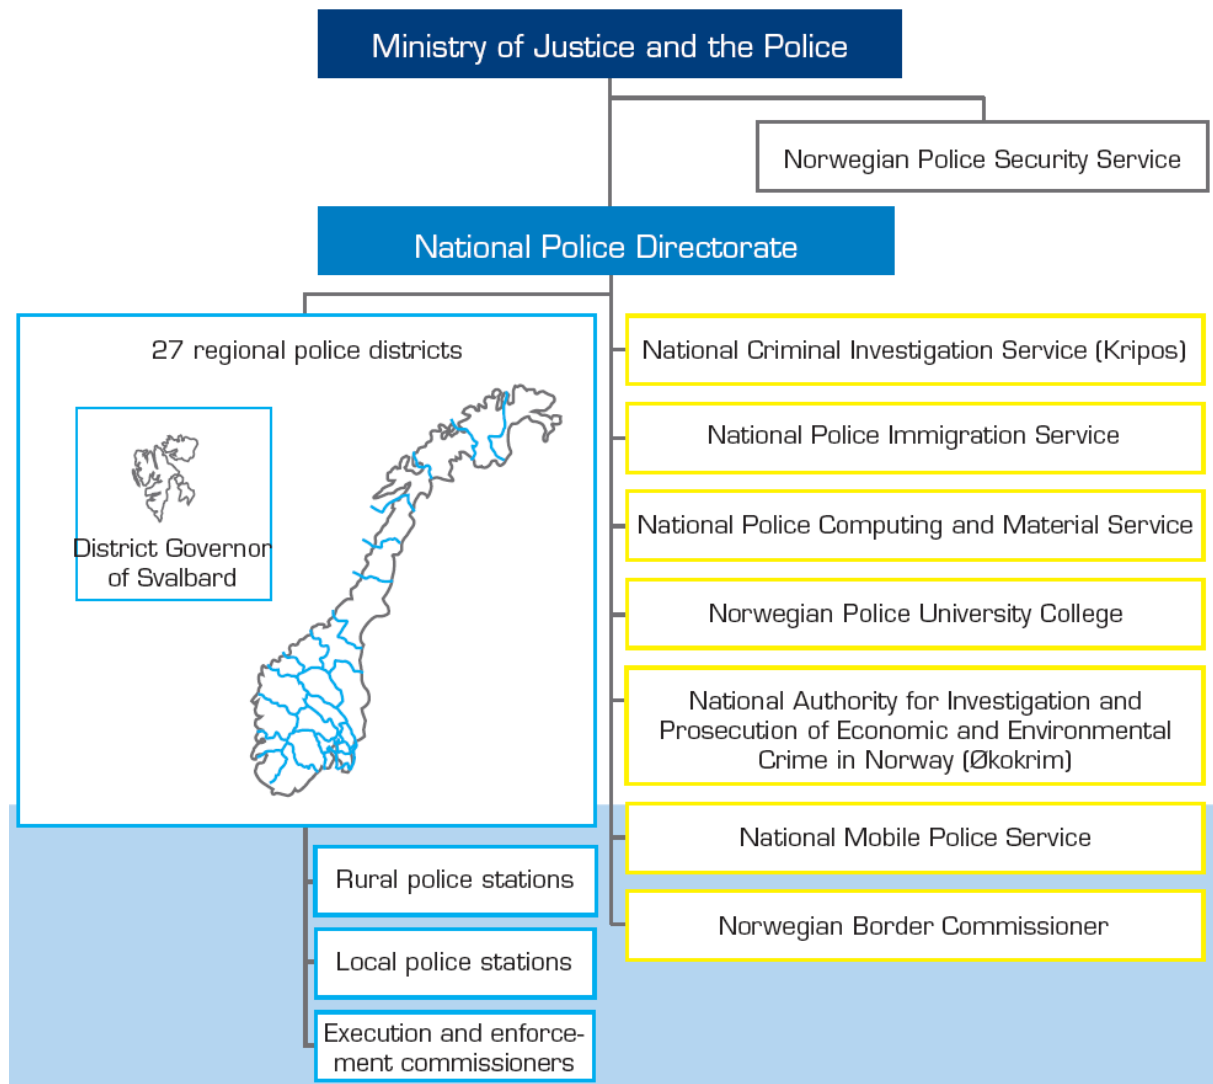 Ministry of Justice and the Police
Norwegian Police Security Service
National Police Directorate
27 regional police districts
District Governor
of Svalbard
National Criminal Investigation Service (Kripos)
National Police Immigration Service
National Police Computing and Material Service
Norwegian Police University College
National Authority for Investigation and
Prosecution of Economic and Environmental
Crime in Norway (Økokrim)
National Mobile Police Service
Norwegian Border Commissioner
Rural police stations
Local police stations
Execution and enforce-
ment commissioners